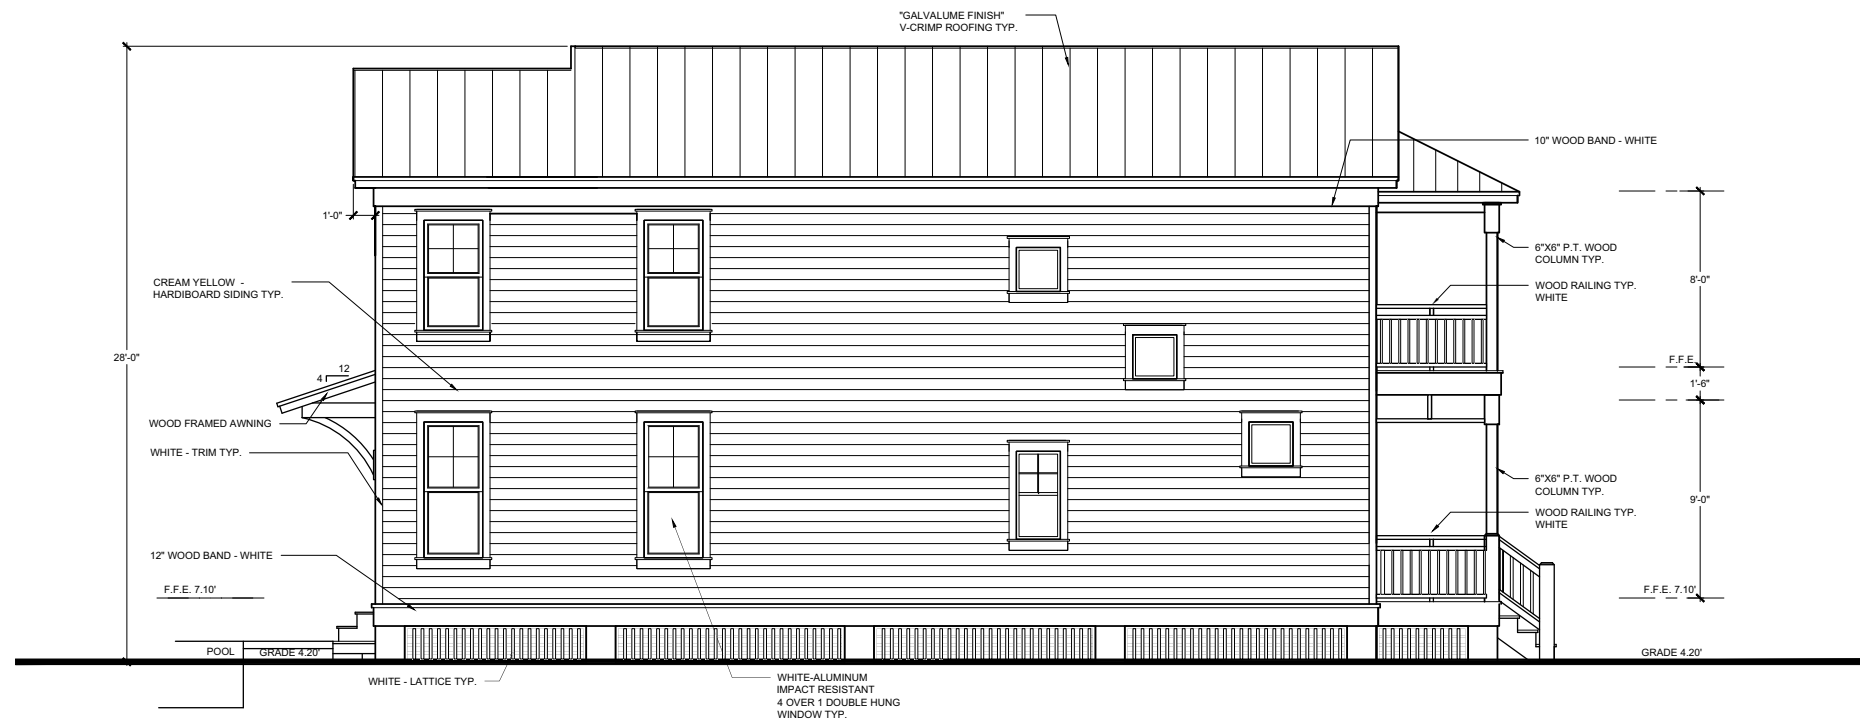 "GALVALUME FINISH"
V-CRIMP ROOFING TYP.
10" WOOD BAND - WHITE
1'-0"
6"X6" P.T. WOOD
COLUMN TYP.
CREAM YELLOW -
HARDIBOARD SIDING TYP.
WOOD RAILING TYP.
WHITE
8'-0"
28'-0"
F.F.E.
12
4
1'-6"
WOOD FRAMED AWNING
WHITE - TRIM TYP.
6"X6" P.T. WOOD
COLUMN TYP.
9'-0"
WOOD RAILING TYP.
WHITE
12" WOOD BAND - WHITE
F.F.E. 7.10'
F.F.E. 7.10'
POOL
GRADE 4.20'
GRADE 4.20'
WHITE - LATTICE TYP.
WHITE-ALUMINUM
IMPACT RESISTANT
4 OVER 1 DOUBLE HUNG
WINDOW TYP.